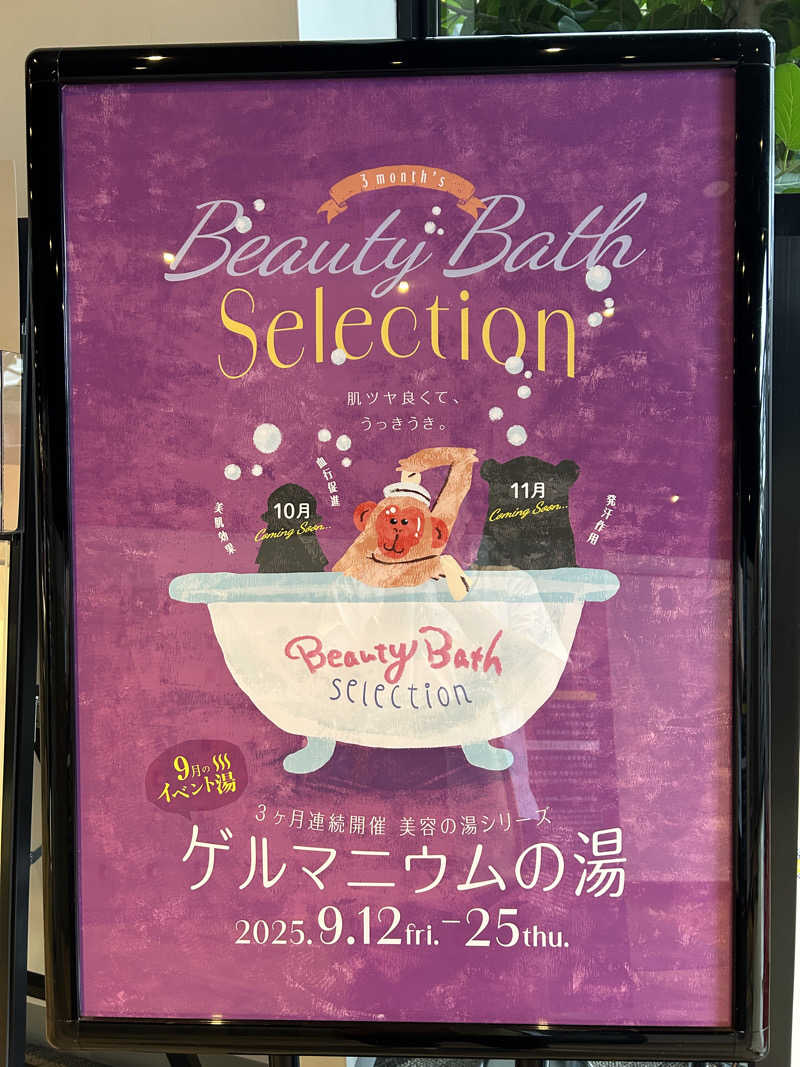 3 month's
Beauty Bath
Selection
肌ツヤ良くて、
うっきうき。
美肌効果
10月
Coming Soon...
血行促進
11月
Coming Soon...
発汗作用
Beauty Bath
selection
9月の
イベント湯
3ヶ月連続開催 美容の湯シリーズ
ゲルマニウムの湯
2025.9.12fri.–25thu.